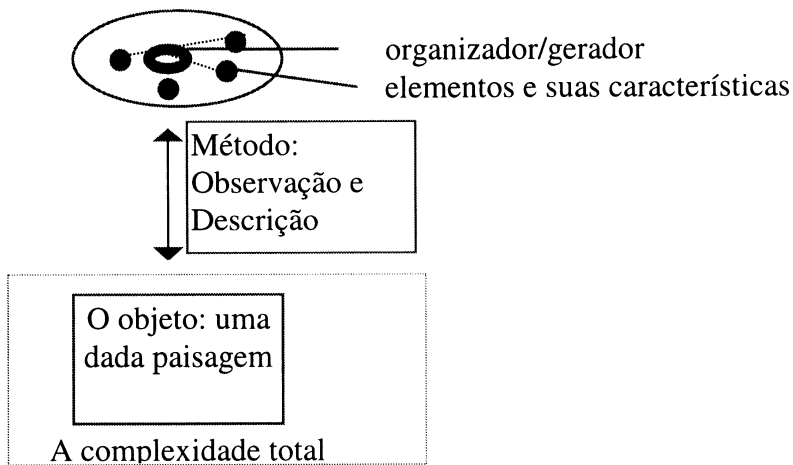 organizador/gerador
elementos e suas características
Método:
Observação e
Descrição
O objeto: uma
dada paisagem
A complexidade total